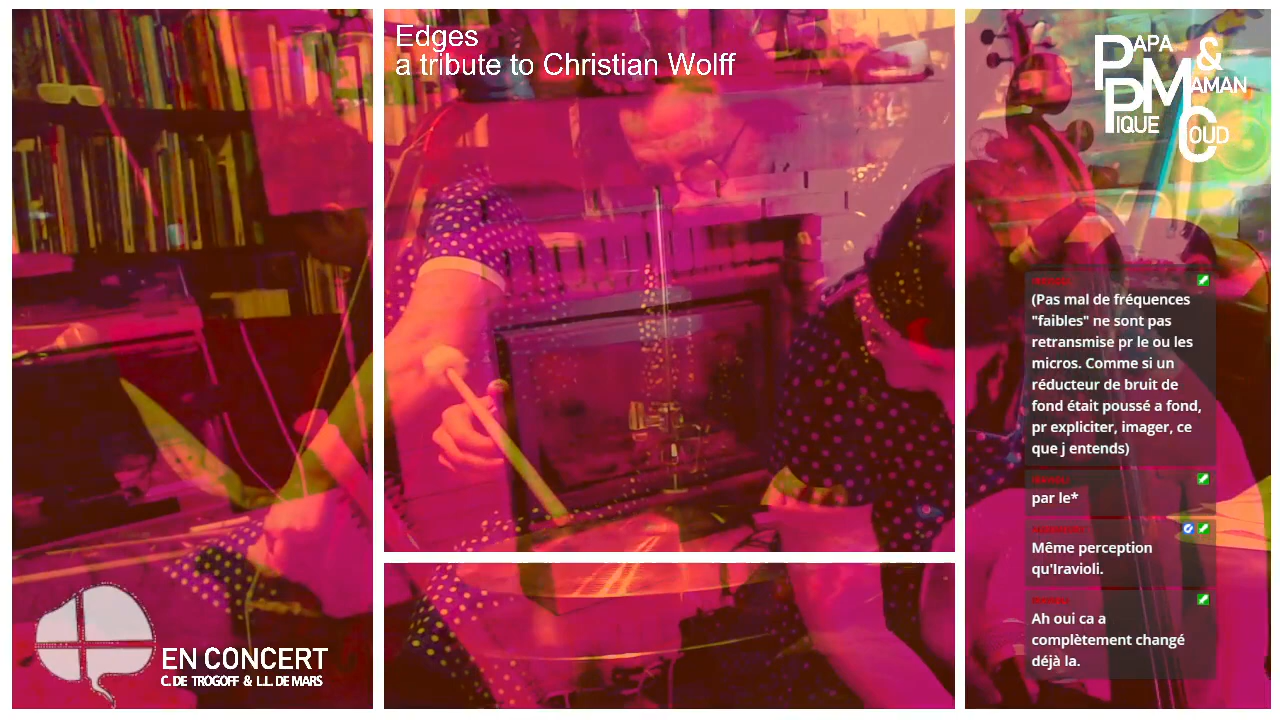 Edges
a tribute to Christian Wolff
PAPA &
PIQUE MAMAN
COUD
(Pas mal de fréquences
"faibles" ne sont pas
retransmise pr le ou les
micros. Comme si un
réducteur de bruit de
fond était poussé a fond,
pr expliciter, imager, ce
que j entends)
par le*
Même perception
qu'Iravioli.
Ah oui ca a
complètement changé
déjà la.
EN CONCERT
C. DE TROGOFF & L.L. DE MARS